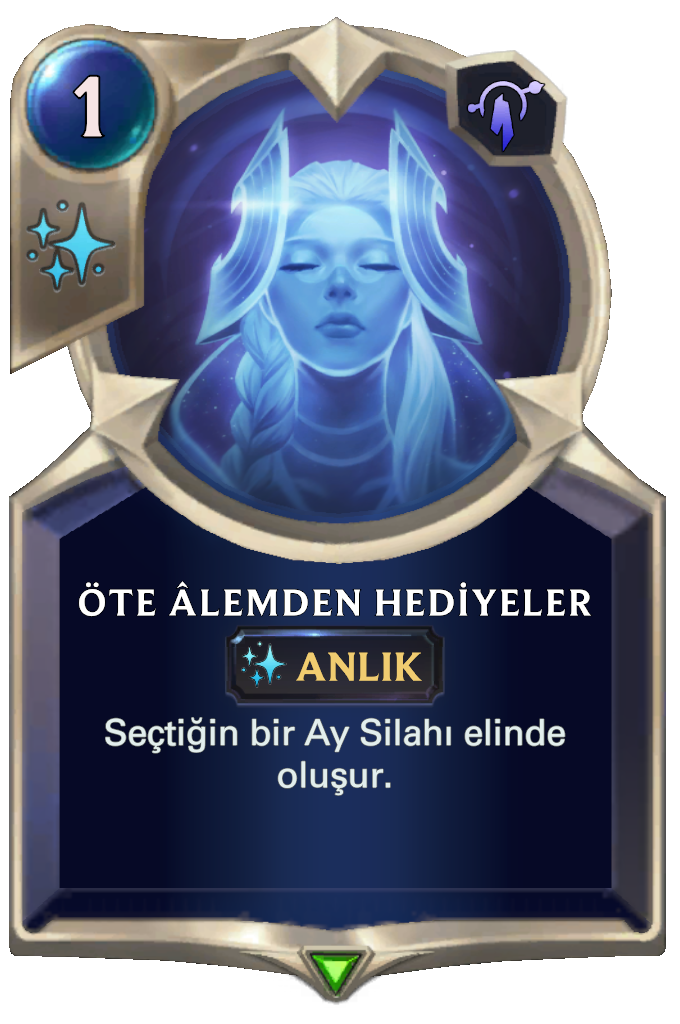 1
ÖTE ÂLEMDEN HEDİYELER
ANLIK
Seçtiğin bir Ay Silahı elinde
oluşur.